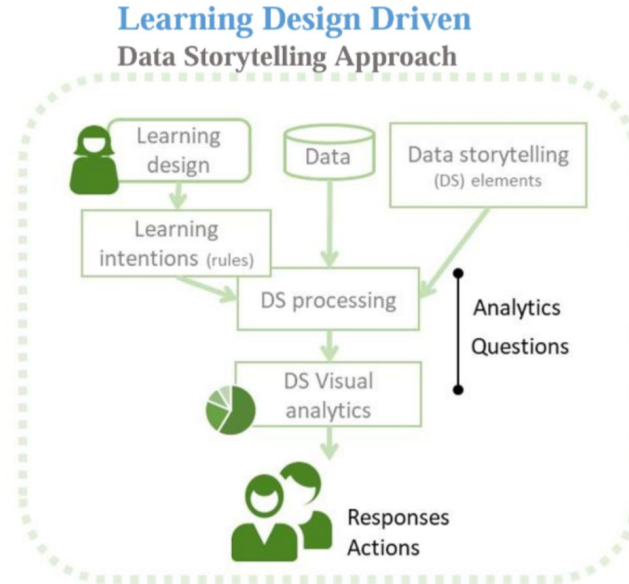 Learning Design Driven
Data Storytelling Approach
Learning
design
Data
Data storytelling
(DS) elements
Learning
intentions (rules)
DS processing
Analytics
Questions
DS Visual
analytics
Responses
Actions